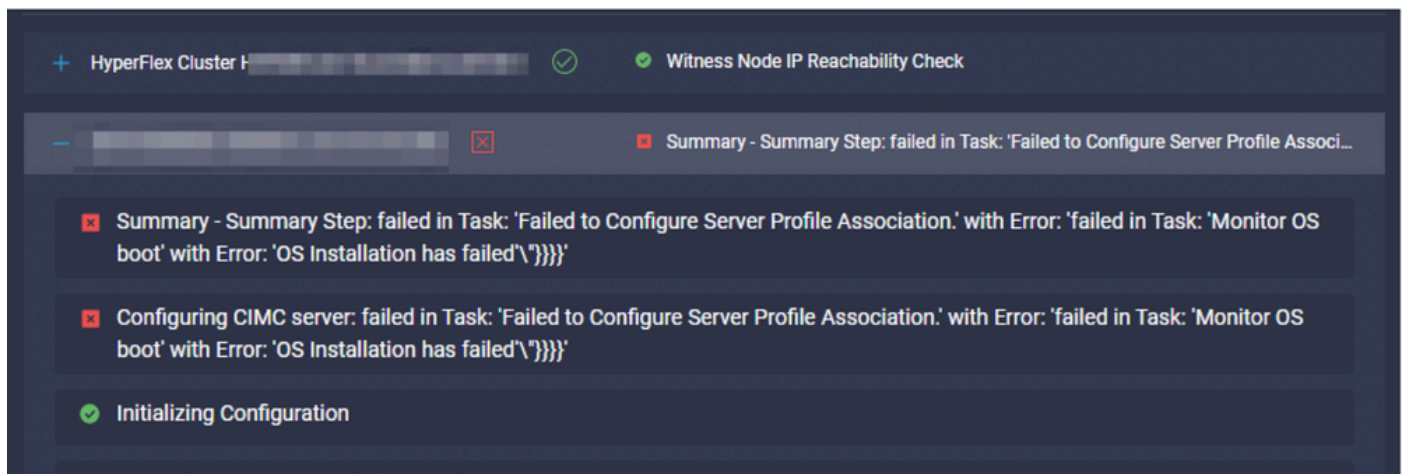 + HyperFlex Cluster H
Witness Node IP Reachability Check
Summary - Summary Step: failed in Task: 'Failed to Configure Server Profile Associ...
Summary - Summary Step: failed in Task: 'Failed to Configure Server Profile Association.' with Error: 'failed in Task: 'Monitor OS
boot' with Error: 'OS Installation has failed'\"}}}}'
Configuring CIMC server: failed in Task: 'Failed to Configure Server Profile Association.' with Error: 'failed in Task: 'Monitor OS
boot' with Error: 'OS Installation has failed'\"}}}}'
Initializing Configuration